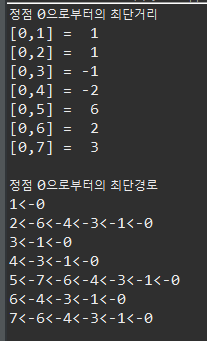 정점 0으로부터의 최단거리
[0,1] =  1
[0,2] =  1
[0,3] = -1
[0,4] = -2
[0,5] =  6
[0,6] =  2
[0,7] =  3
정점 0으로부터의 최단경로
1<-0
2<-6<-4<-3<-1<-0
3<-1<-0
4<-3<-1<-0
5<-7<-6<-4<-3<-1<-0
6<-4<-3<-1<-0
7<-6<-4<-3<-1<-0